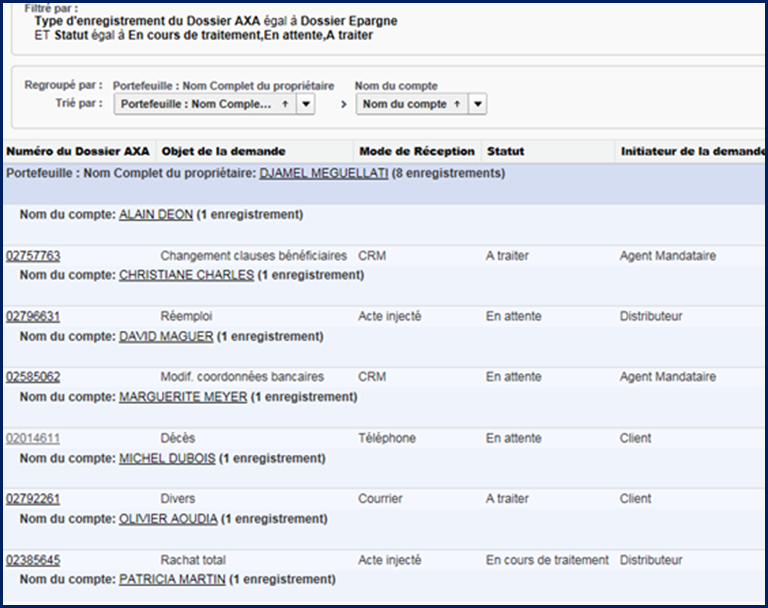 Filtré par :
Type d'enregistrement du Dossier AXA égal à Dossier Epargne
ET Statut égal à En cours de traitement,En attente,A traiter
Regroupé par : Portefeuille : Nom Complet du propriétaire Nom du compte
Trié par : Portefeuille : Nom Comple... ↑ ▼ > Nom du compte ↑ ▼
Numéro du Dossier AXA Objet de la demande Mode de Réception Statut Initiateur de la demande
Portefeuille : Nom Complet du propriétaire: DJAMEL MEGUELLATI (8 enregistrements)
Nom du compte: ALAIN DEON (1 enregistrement)
02757763 Changement clauses bénéficiaires CRM A traiter Agent Mandataire
Nom du compte: CHRISTIANE CHARLES (1 enregistrement)
02796631 Réemploi Acte injecté En attente Distributeur
Nom du compte: DAVID MAGUER (1 enregistrement)
02585062 Modif. coordonnées bancaires CRM En attente Agent Mandataire
Nom du compte: MARGUERITE MEYER (1 enregistrement)
02014611 Décès Téléphone En attente Client
Nom du compte: MICHEL DUBOIS (1 enregistrement)
02792261 Divers Courrier A traiter Client
Nom du compte: OLIVIER AOUDIA (1 enregistrement)
02385645 Rachat total Acte injecté En cours de traitement Distributeur
Nom du compte: PATRICIA MARTIN (1 enregistrement)